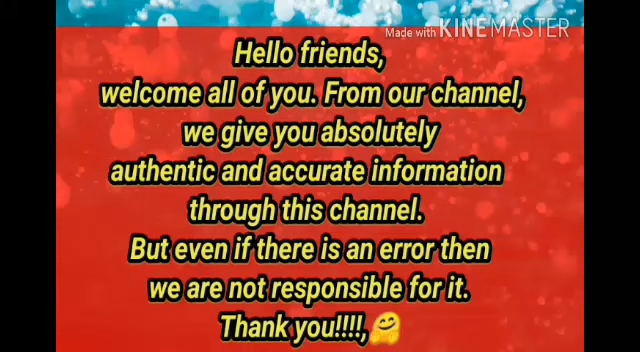 Made with KINEMASTER
Hello friends,
welcome all of you. From our channel,
we give you absolutely
authentic and accurate information
through this channel.
But even if there is an error then
we are not responsible for it.
Thank you!!!!,🤗